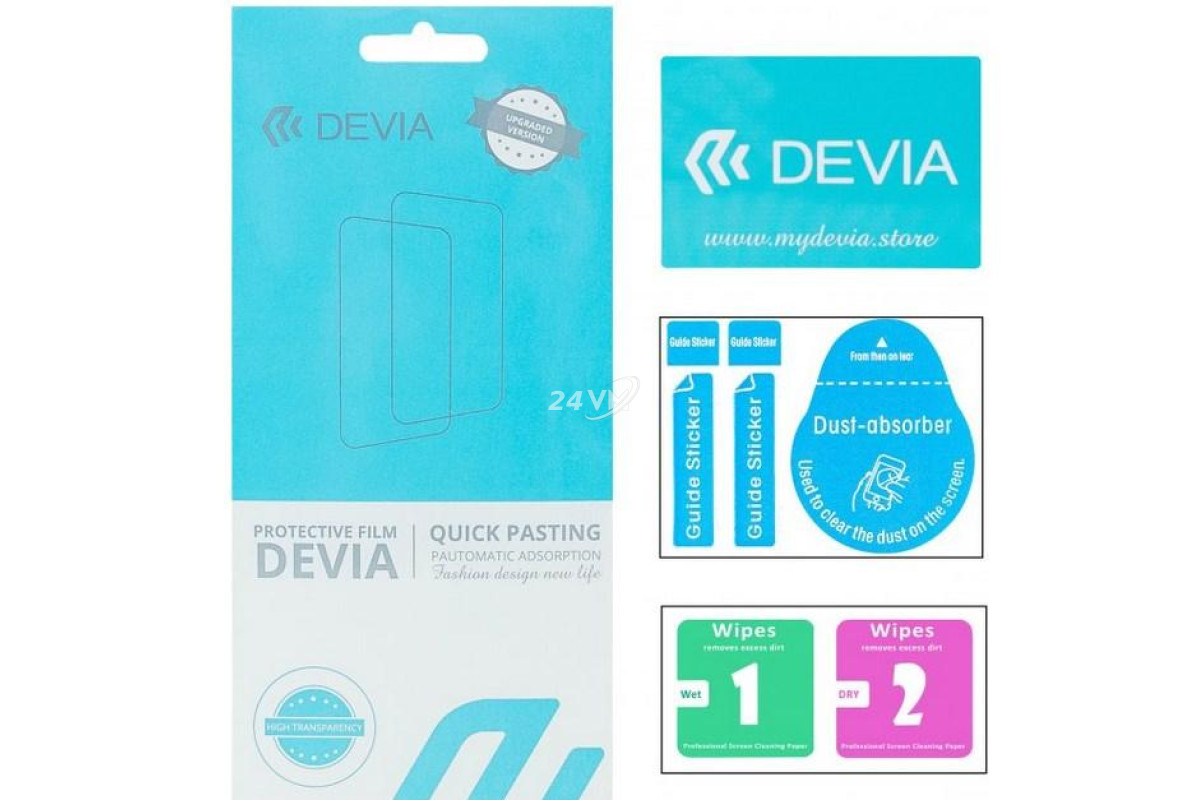 DEVIA
UPGRADED
VERSION
24VN
PROTECTIVE FILM
DEVIA
QUICK PASTING
PAUTOMATIC ADSORPTION
Fashion design new life
HIGH TRANSPARENCY
DEVIA
www.mydevia.store
Guide Sticker
Guide Sticker
Guide Sticker
Guide Sticker
From then on tear
Dust-absorber
Used to clear the dust on the screen.
Wipes
removes excess dirt
Wet
1
Professional Screen Cleaning Paper
Wipes
removes excess dirt
DRY
2
Professional Screen Cleaning Paper